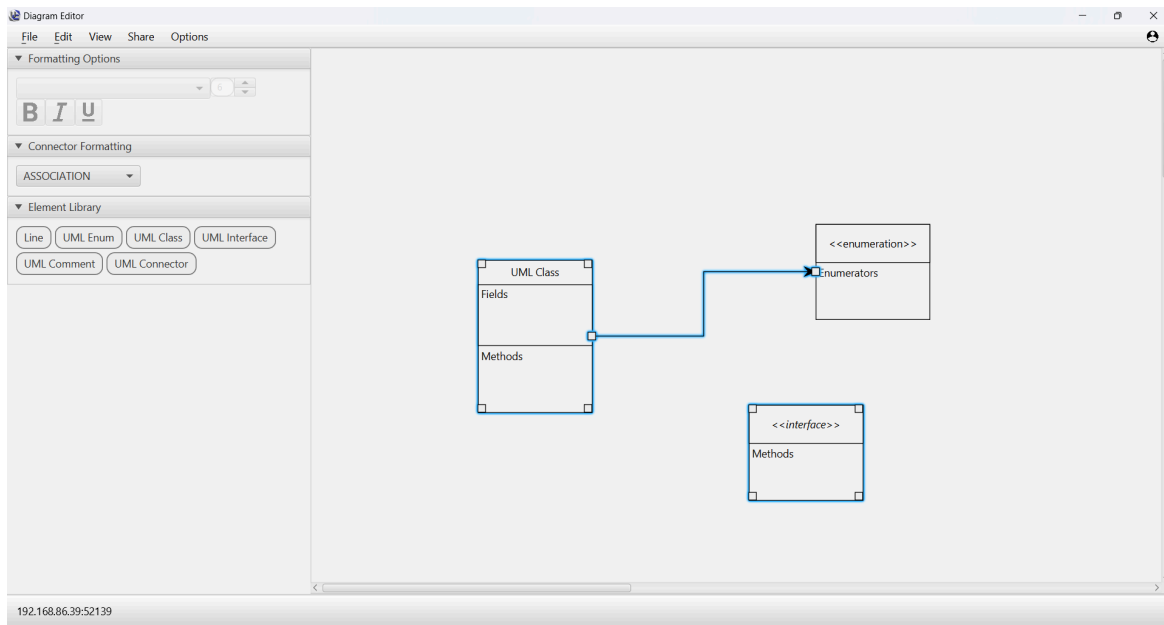 Diagram Editor
File Edit View Share Options
Formatting Options
6
B I U
Connector Formatting
ASSOCIATION
Element Library
Line UML Enum UML Class UML Interface
UML Comment UML Connector
<<enumeration>>
Enumerators
UML Class
Fields
Methods
<<interface>>
Methods
192.168.86.39:52139